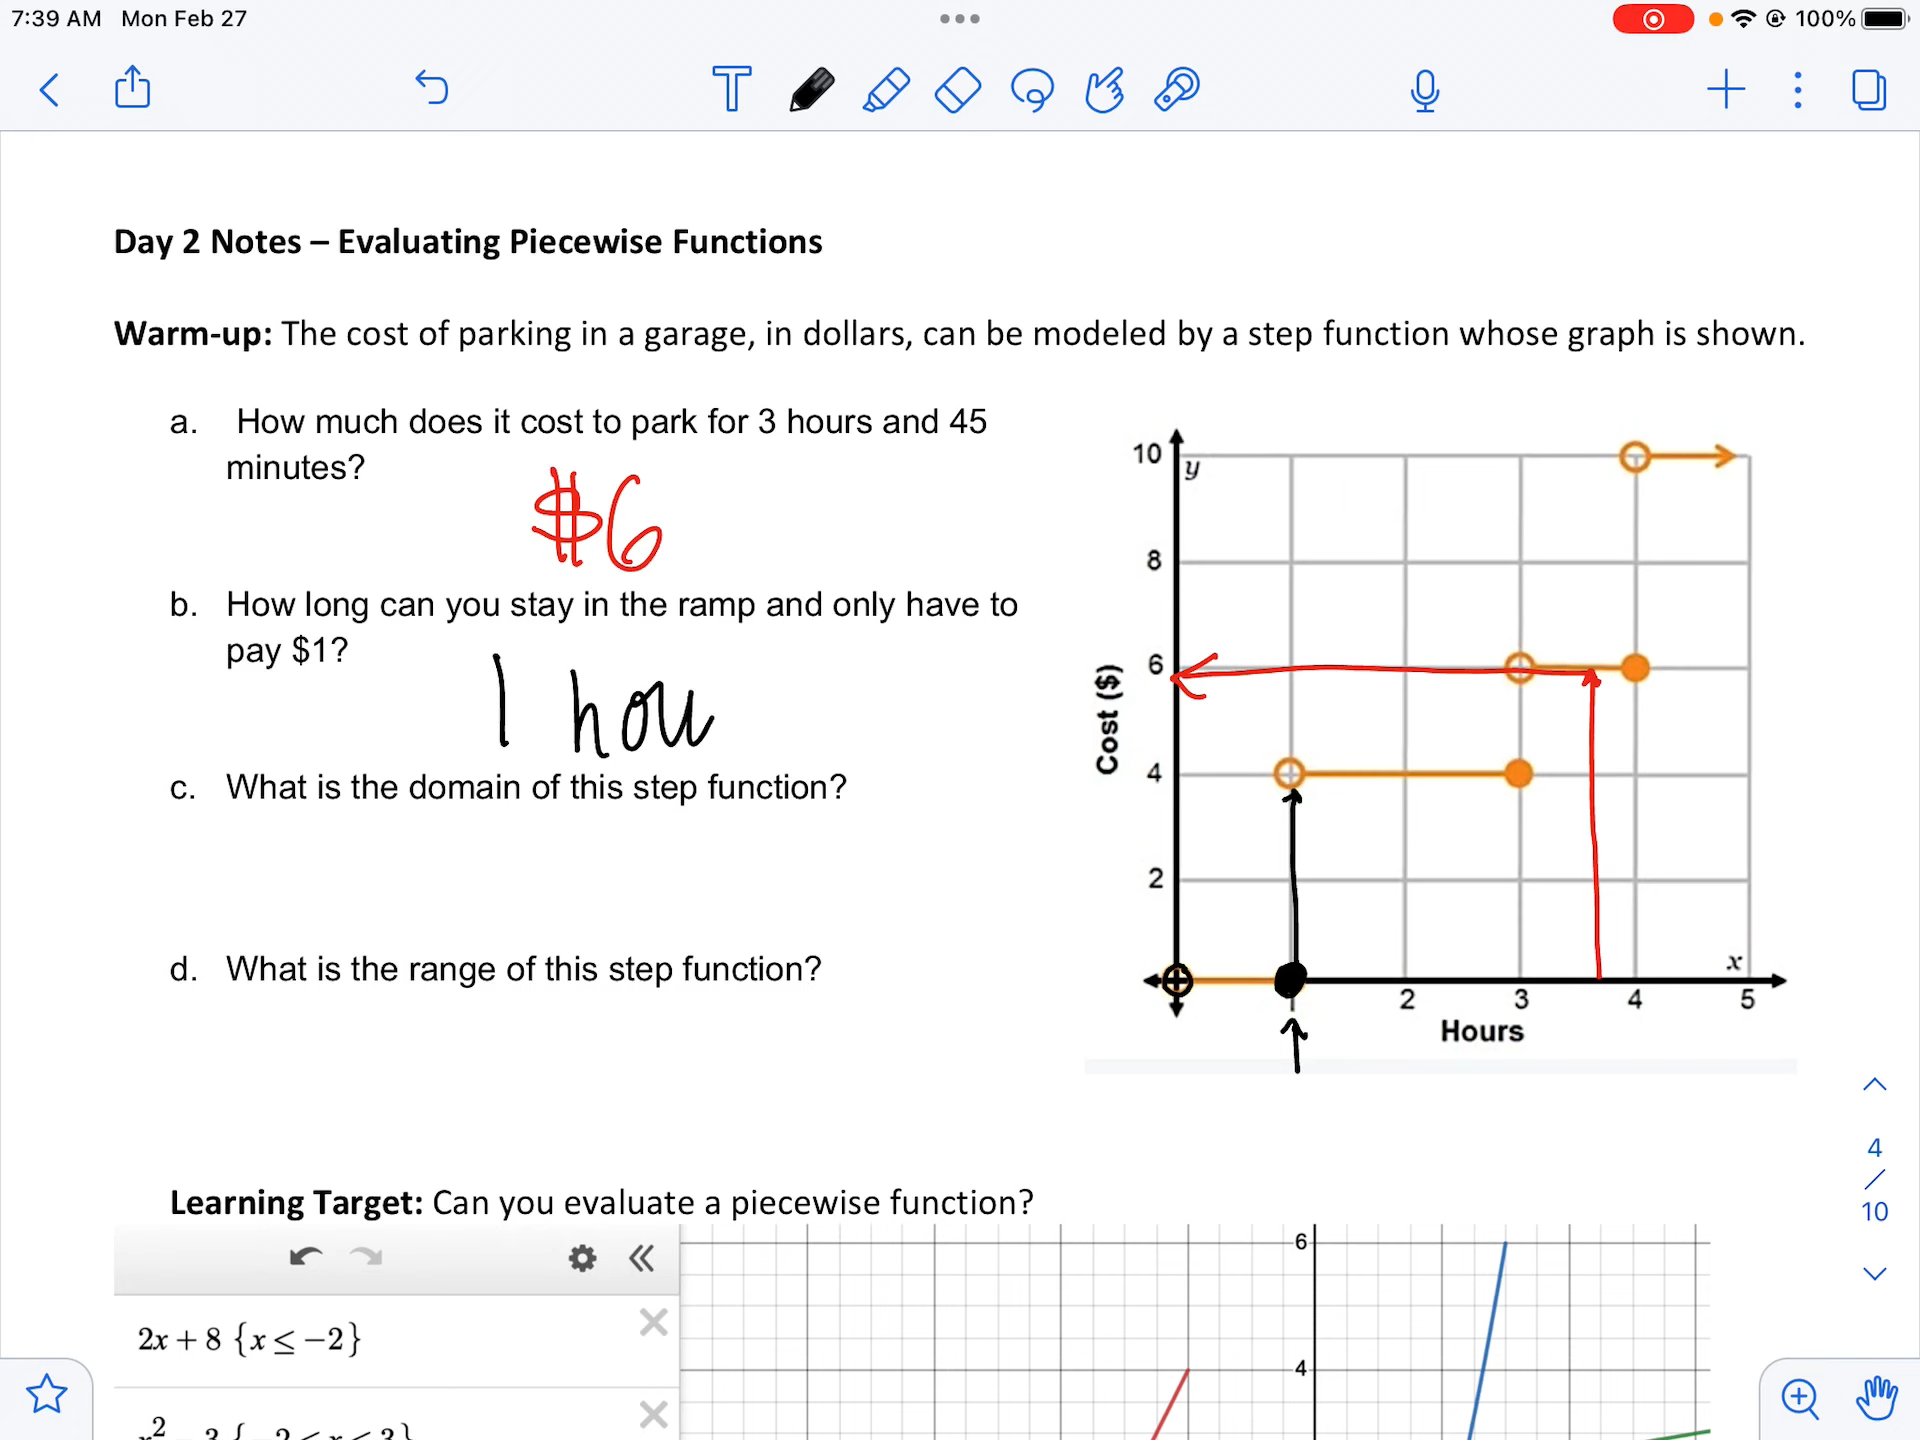 7:39 AM Mon Feb 27
100%
T
Day 2 Notes – Evaluating Piecewise Functions
Warm-up: The cost of parking in a garage, in dollars, can be modeled by a step function whose graph is shown.
a. How much does it cost to park for 3 hours and 45
minutes?
$6
b. How long can you stay in the ramp and only have to
pay $1?
1 hou
c. What is the domain of this step function?
d. What is the range of this step function?
10
y
8
6
Cost ($)
4
2
x
2 3 4 5
Hours
4
/
10
Learning Target: Can you evaluate a piecewise function?
2x + 8 {x ≤ −2}
6
4